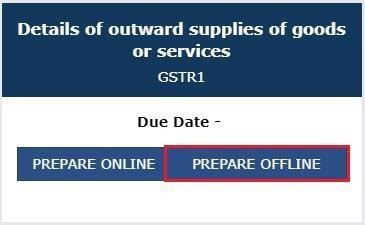 Details of outward supplies of goods
or services
GSTR1
Due Date -
PREPARE ONLINE PREPARE OFFLINE